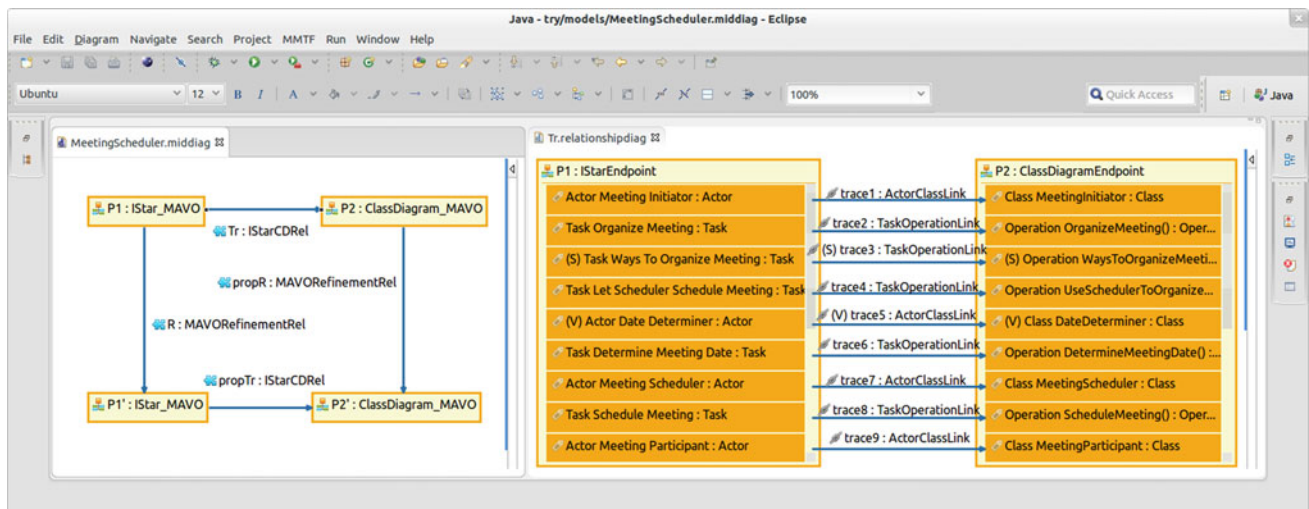 Java - try/models/MeetingScheduler.middiag - Eclipse
File Edit Diagram Navigate Search Project MMTF Run Window Help
Ubuntu 12 B I A 100% Quick Access Java
MeetingScheduler.middiag
P1 : IStar_MAVO
P2 : ClassDiagram_MAVO
Tr : IStarCDRel
propR : MAVORefinementRel
R : MAVORefinementRel
propTr : IStarCDRel
P1' : IStar_MAVO
P2' : ClassDiagram_MAVO
Tr.relationshipdiag
P1 : IStarEndpoint
P2 : ClassDiagramEndpoint
Actor Meeting Initiator : Actor
trace1 : ActorClassLink
Class MeetingInitiator : Class
Task Organize Meeting : Task
trace2 : TaskOperationLink
Operation OrganizeMeeting() : Oper...
(S) Task Ways To Organize Meeting : Task
(S) trace3 : TaskOperationLink
(S) Operation WaysToOrganizeMeeti...
Task Let Scheduler Schedule Meeting : Task
trace4 : TaskOperationLink
Operation UseSchedulerToOrganize...
(V) Actor Date Determiner : Actor
(V) trace5 : ActorClassLink
(V) Class DateDeterminer : Class
Task Determine Meeting Date : Task
trace6 : TaskOperationLink
Operation DetermineMeetingDate() :...
Actor Meeting Scheduler : Actor
trace7 : ActorClassLink
Class MeetingScheduler : Class
Task Schedule Meeting : Task
trace8 : TaskOperationLink
Operation ScheduleMeeting() : Oper...
Actor Meeting Participant : Actor
trace9 : ActorClassLink
Class MeetingParticipant : Class